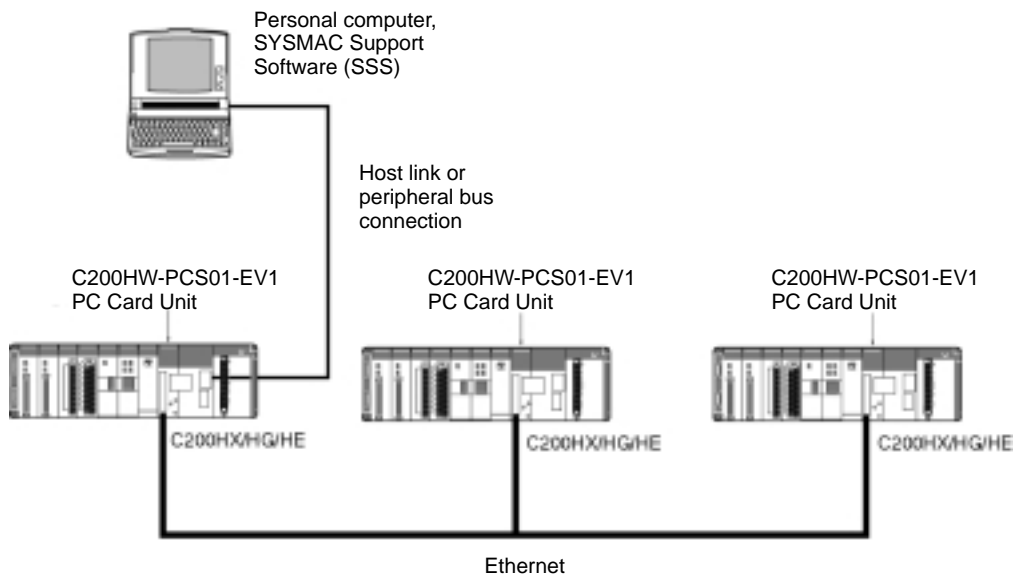 Personal computer,
SYSMAC Support
Software (SSS)
Host link or
peripheral bus
connection
C200HW-PCS01-EV1
PC Card Unit
C200HW-PCS01-EV1
PC Card Unit
C200HW-PCS01-EV1
PC Card Unit
C200HX/HG/HE
C200HX/HG/HE
C200HX/HG/HE
Ethernet